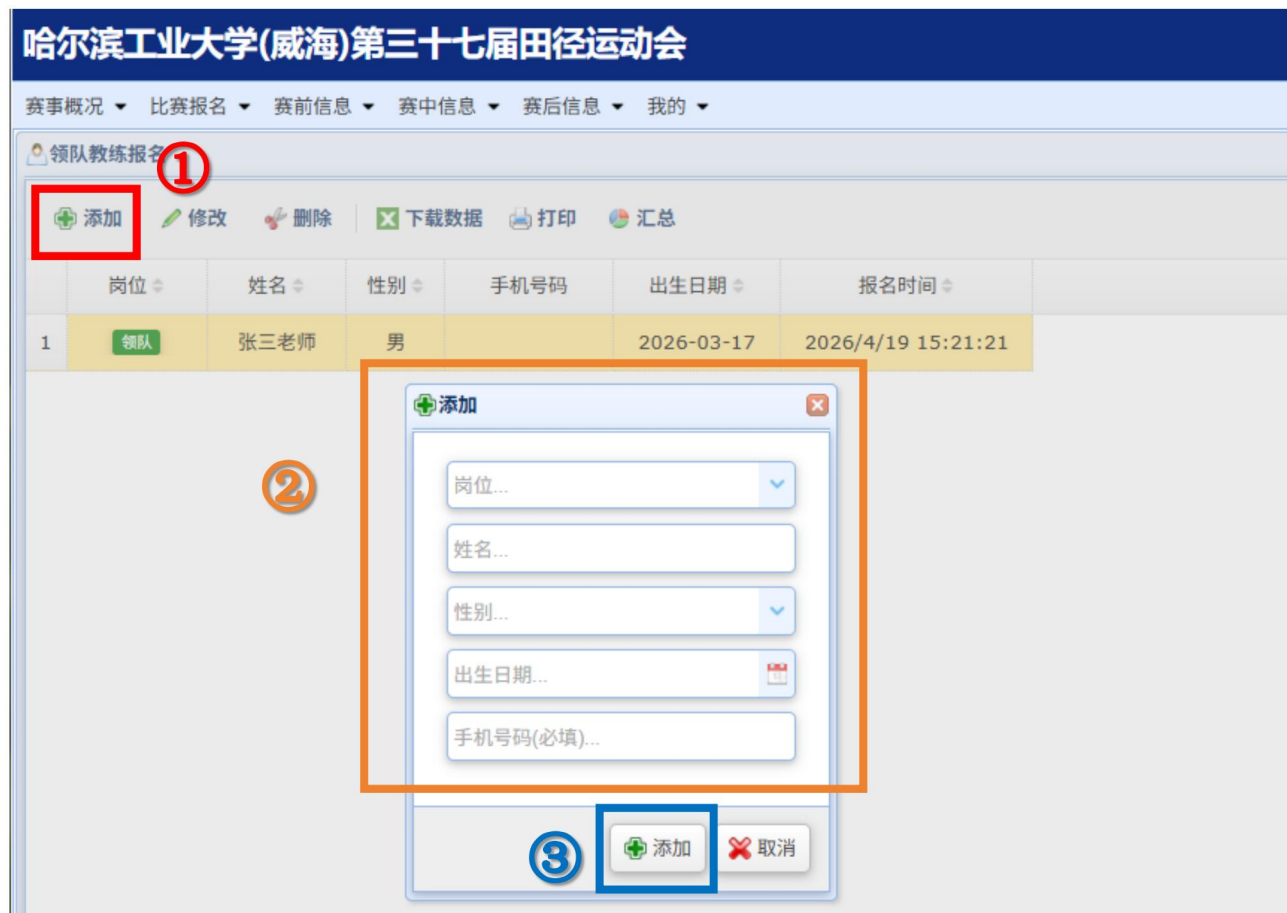 哈尔滨工业大学(威海)第三十七届田径运动会
赛事概况 比赛报名 赛前信息 赛中信息 赛后信息 我的
领队教练报名
①
添加 修改 删除 下载数据 打印 汇总
岗位 姓名 性别 手机号码 出生日期 报名时间
1 领队 张三老师 男 2026-03-17 2026/4/19 15:21:21
添加
②
岗位...
姓名...
性别...
出生日期...
手机号码(必填)...
③
添加 取消